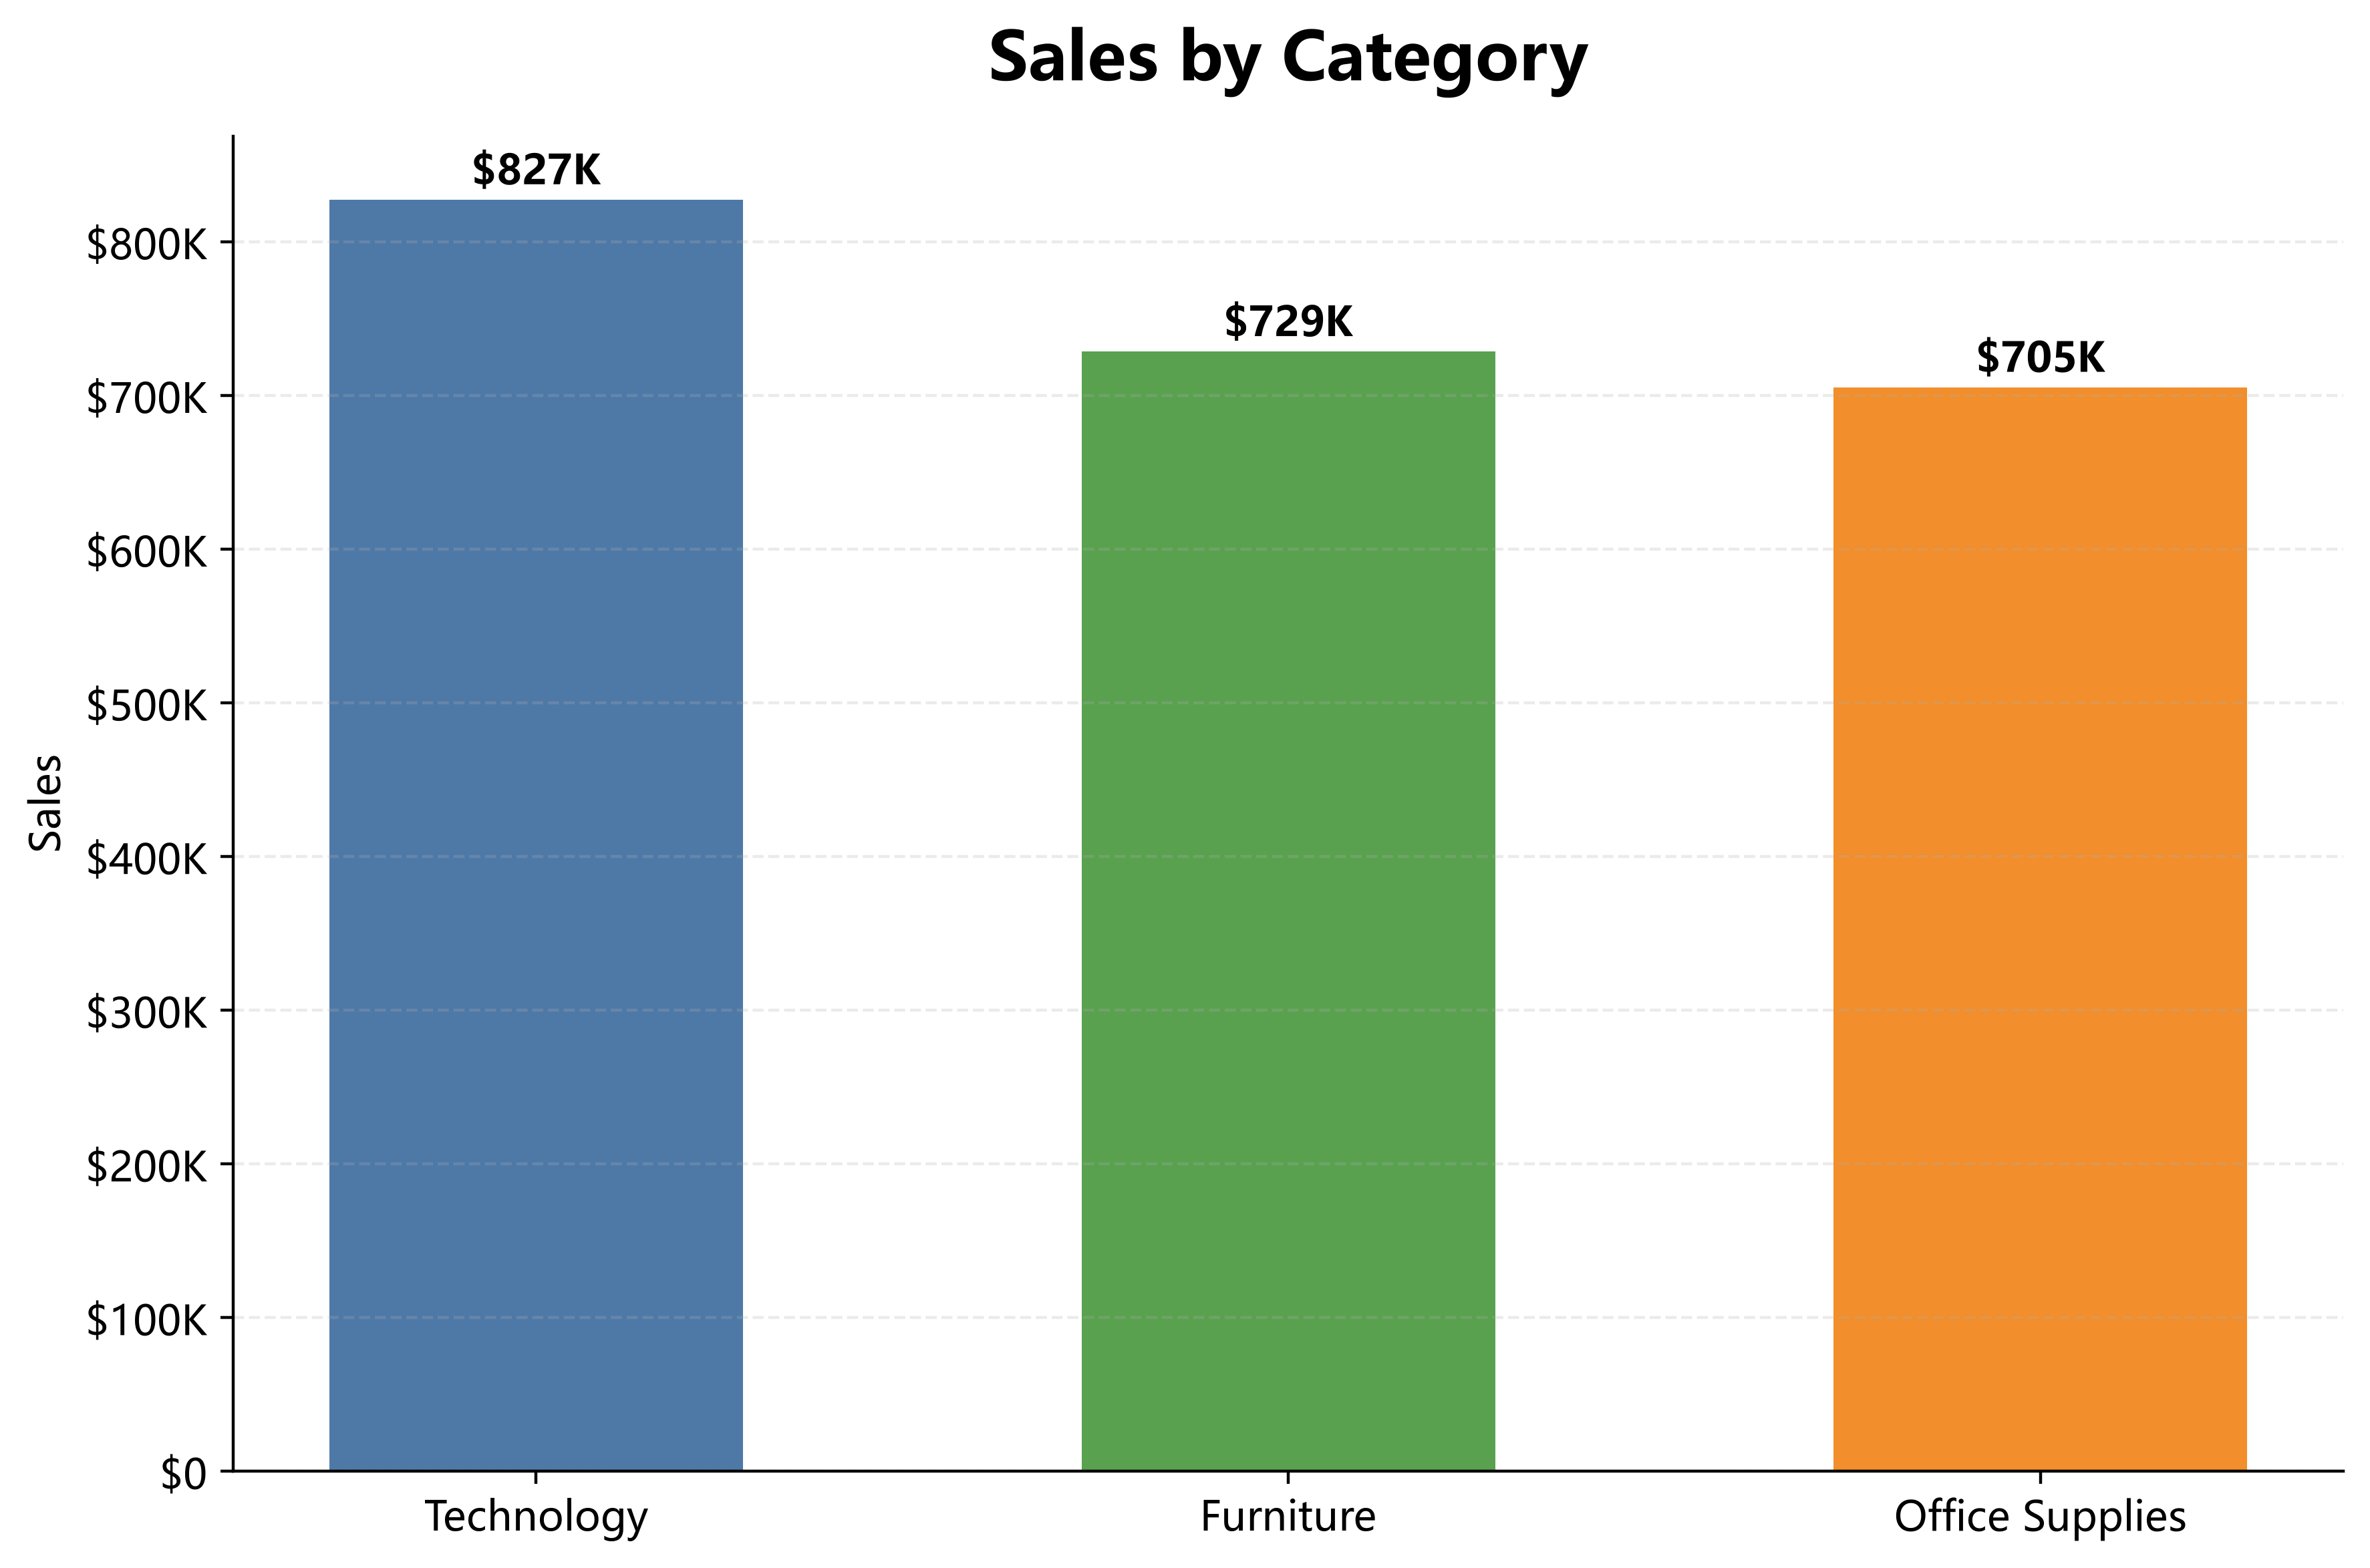 Sales by Category
$827K
$729K
$705K
$800K
$700K
$600K
$500K
$400K
$300K
$200K
$100K
$0
Sales
Technology
Furniture
Office Supplies